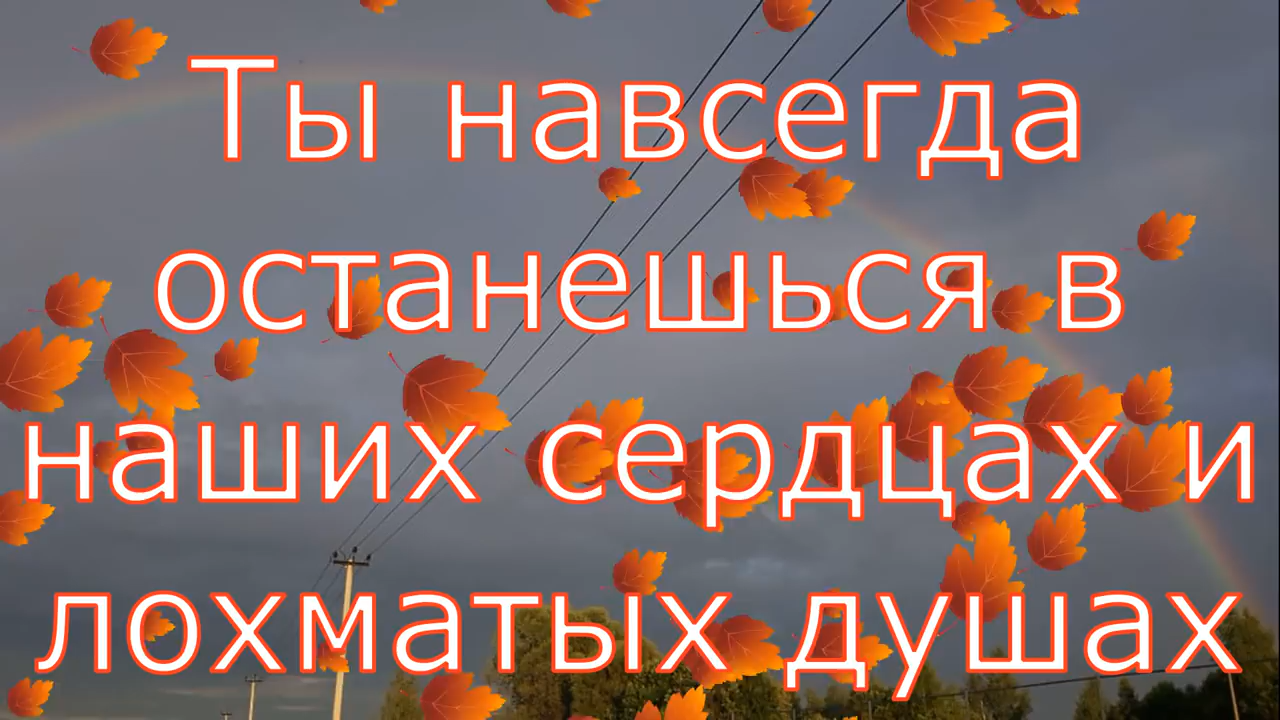 Ты навсегда
останешься в
наших сердцах и
лохматых душах